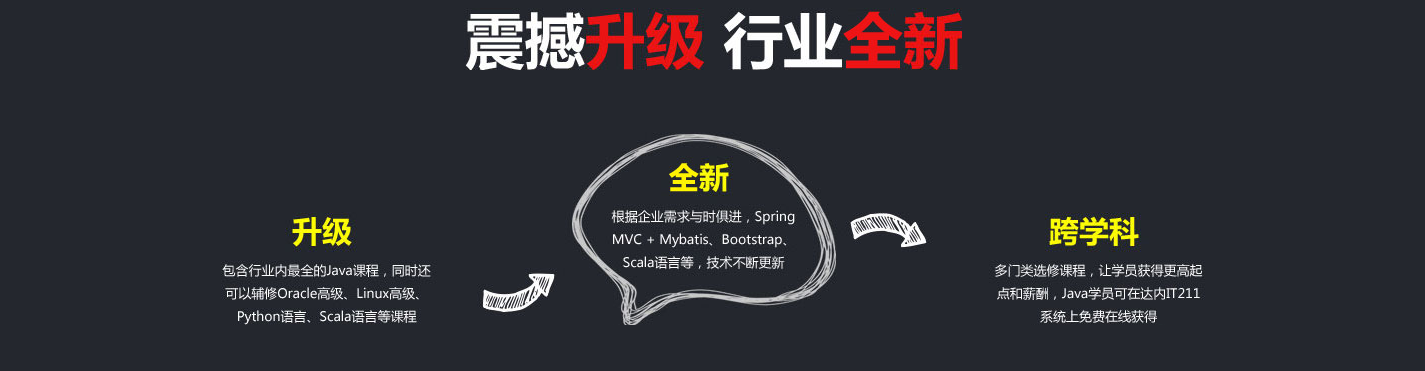 震撼升级 行业全新
升级
包含行业内最全的Java课程，同时还
可以辅修Oracle高级、Linux高级、
Python语言、Scala语言等课程
全新
根据企业需求与时俱进，Spring
MVC + Mybatis、Bootstrap、
Scala语言等，技术不断更新
跨学科
多门类选修课程，让学员获得更高起
点和薪酬，Java学员可在达内IT211
系统上免费在线获得